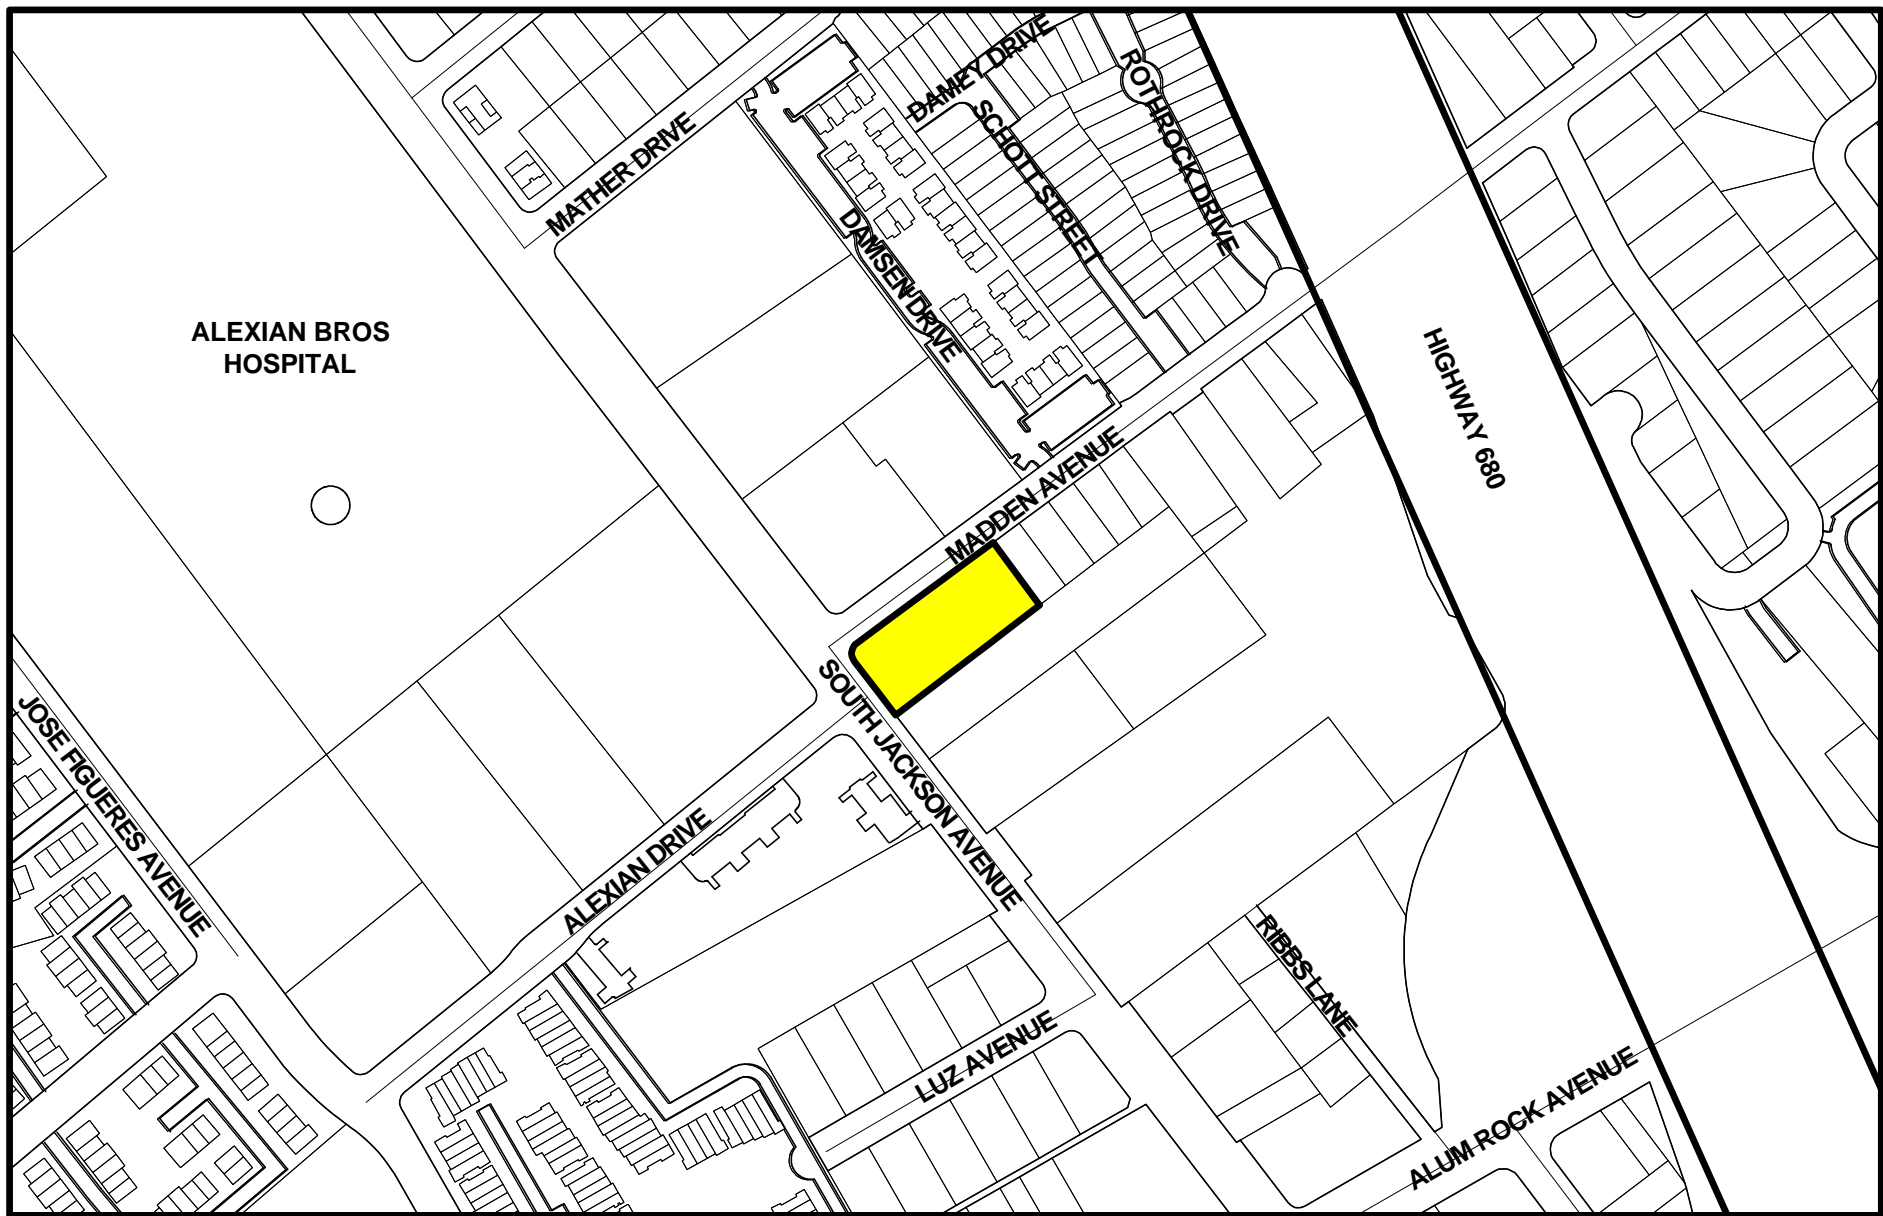 DAMEY DRIVE
ROTHROCK DRIVE
SCHOTT STREET
MATHER DRIVE
DAMSEN DRIVE
ALEXIAN BROS
HOSPITAL
HIGHWAY 680
MADDEN AVENUE
SOUTH JACKSON AVENUE
JOSE FIGUERES AVENUE
ALEXIAN DRIVE
RIBBS LANE
LUZ AVENUE
ALUM ROCK AVENUE